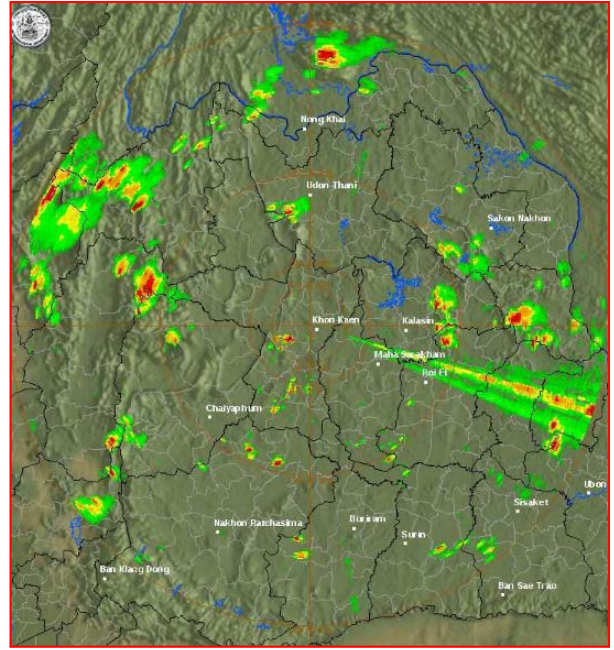 Nong Khai
Udon Thani
Sakon Nakhon
Khon Kaen
Kalasin
Maha Sarakham
Roi Et
Chaiyaphum
Ubon
Sisaket
Nakhon Ratchasima
Buriram
Surin
Ban Klang Dong
Ban Sae Trao